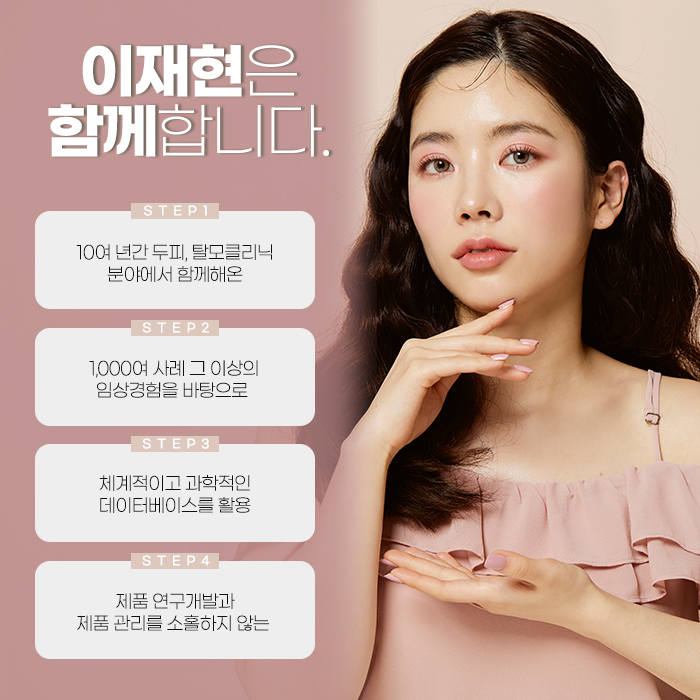 이재현은
함께합니다.
STEP1
10여 년간 두피, 탈모클리닉
분야에서 함께해온
STEP2
1,000여 사례 그 이상의
임상경험을 바탕으로
STEP3
체계적이고 과학적인
데이터베이스를 활용
STEP4
제품 연구개발과
제품 관리를 소홀하지 않는